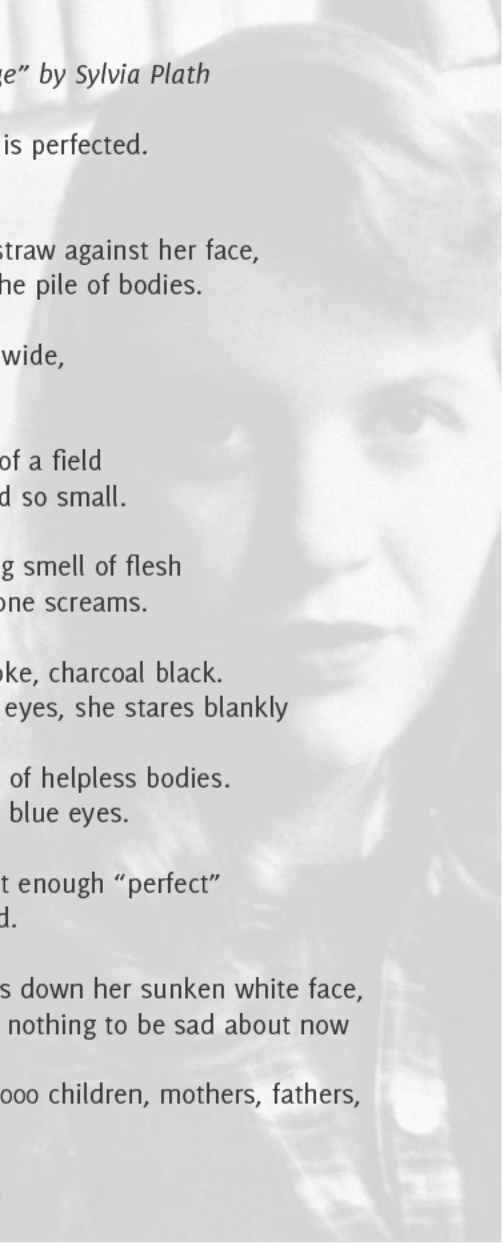 ge” by Sylvia Plath
is perfected.
straw against her face,
he pile of bodies.
wide,
of a field
d so small.
g smell of flesh
one screams.
oke, charcoal black.
eyes, she stares blankly
of helpless bodies.
blue eyes.
t enough “perfect”
d.
s down her sunken white face,
nothing to be sad about now
ooo children, mothers, fathers,